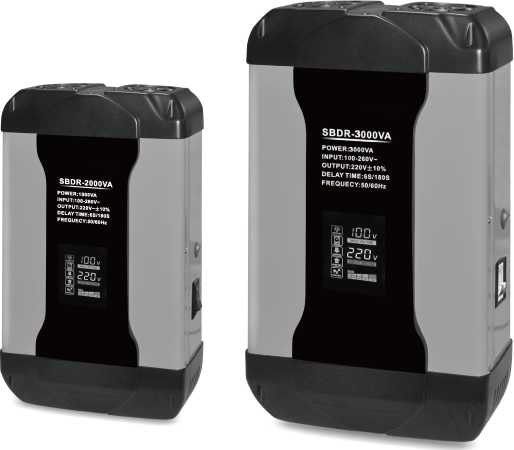 SBDR-2000VA
POWER:1500VA
INPUT:100-260V~
OUTPUT:220V~±10%
DELAY TIME:6S/180S
FREQUECY:50/60Hz
100V
220V
SBDR-3000VA
POWER:3000VA
INPUT:100-260V~
OUTPUT:220V±10%
DELAY TIME:6S/180S
FREQUECY:50/60Hz
100V
220V